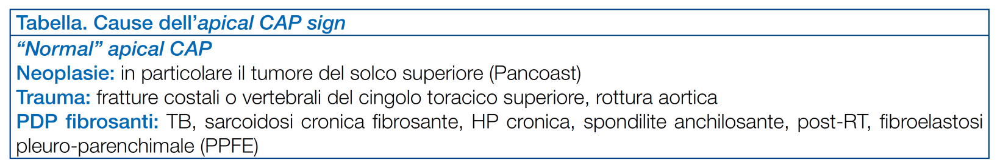 Tabella. Cause dell’apical CAP sign
“Normal” apical CAP
Neoplasie: in particolare il tumore del solco superiore (Pancoast)
Trauma: fratture costali o vertebrali del cingolo toracico superiore, rottura aortica
PDP fibrosanti: TB, sarcoidosi cronica fibrosante, HP cronica, spondilite anchilosante, post-RT, fibroelastosi
pleuro-parenchimale (PPFE)